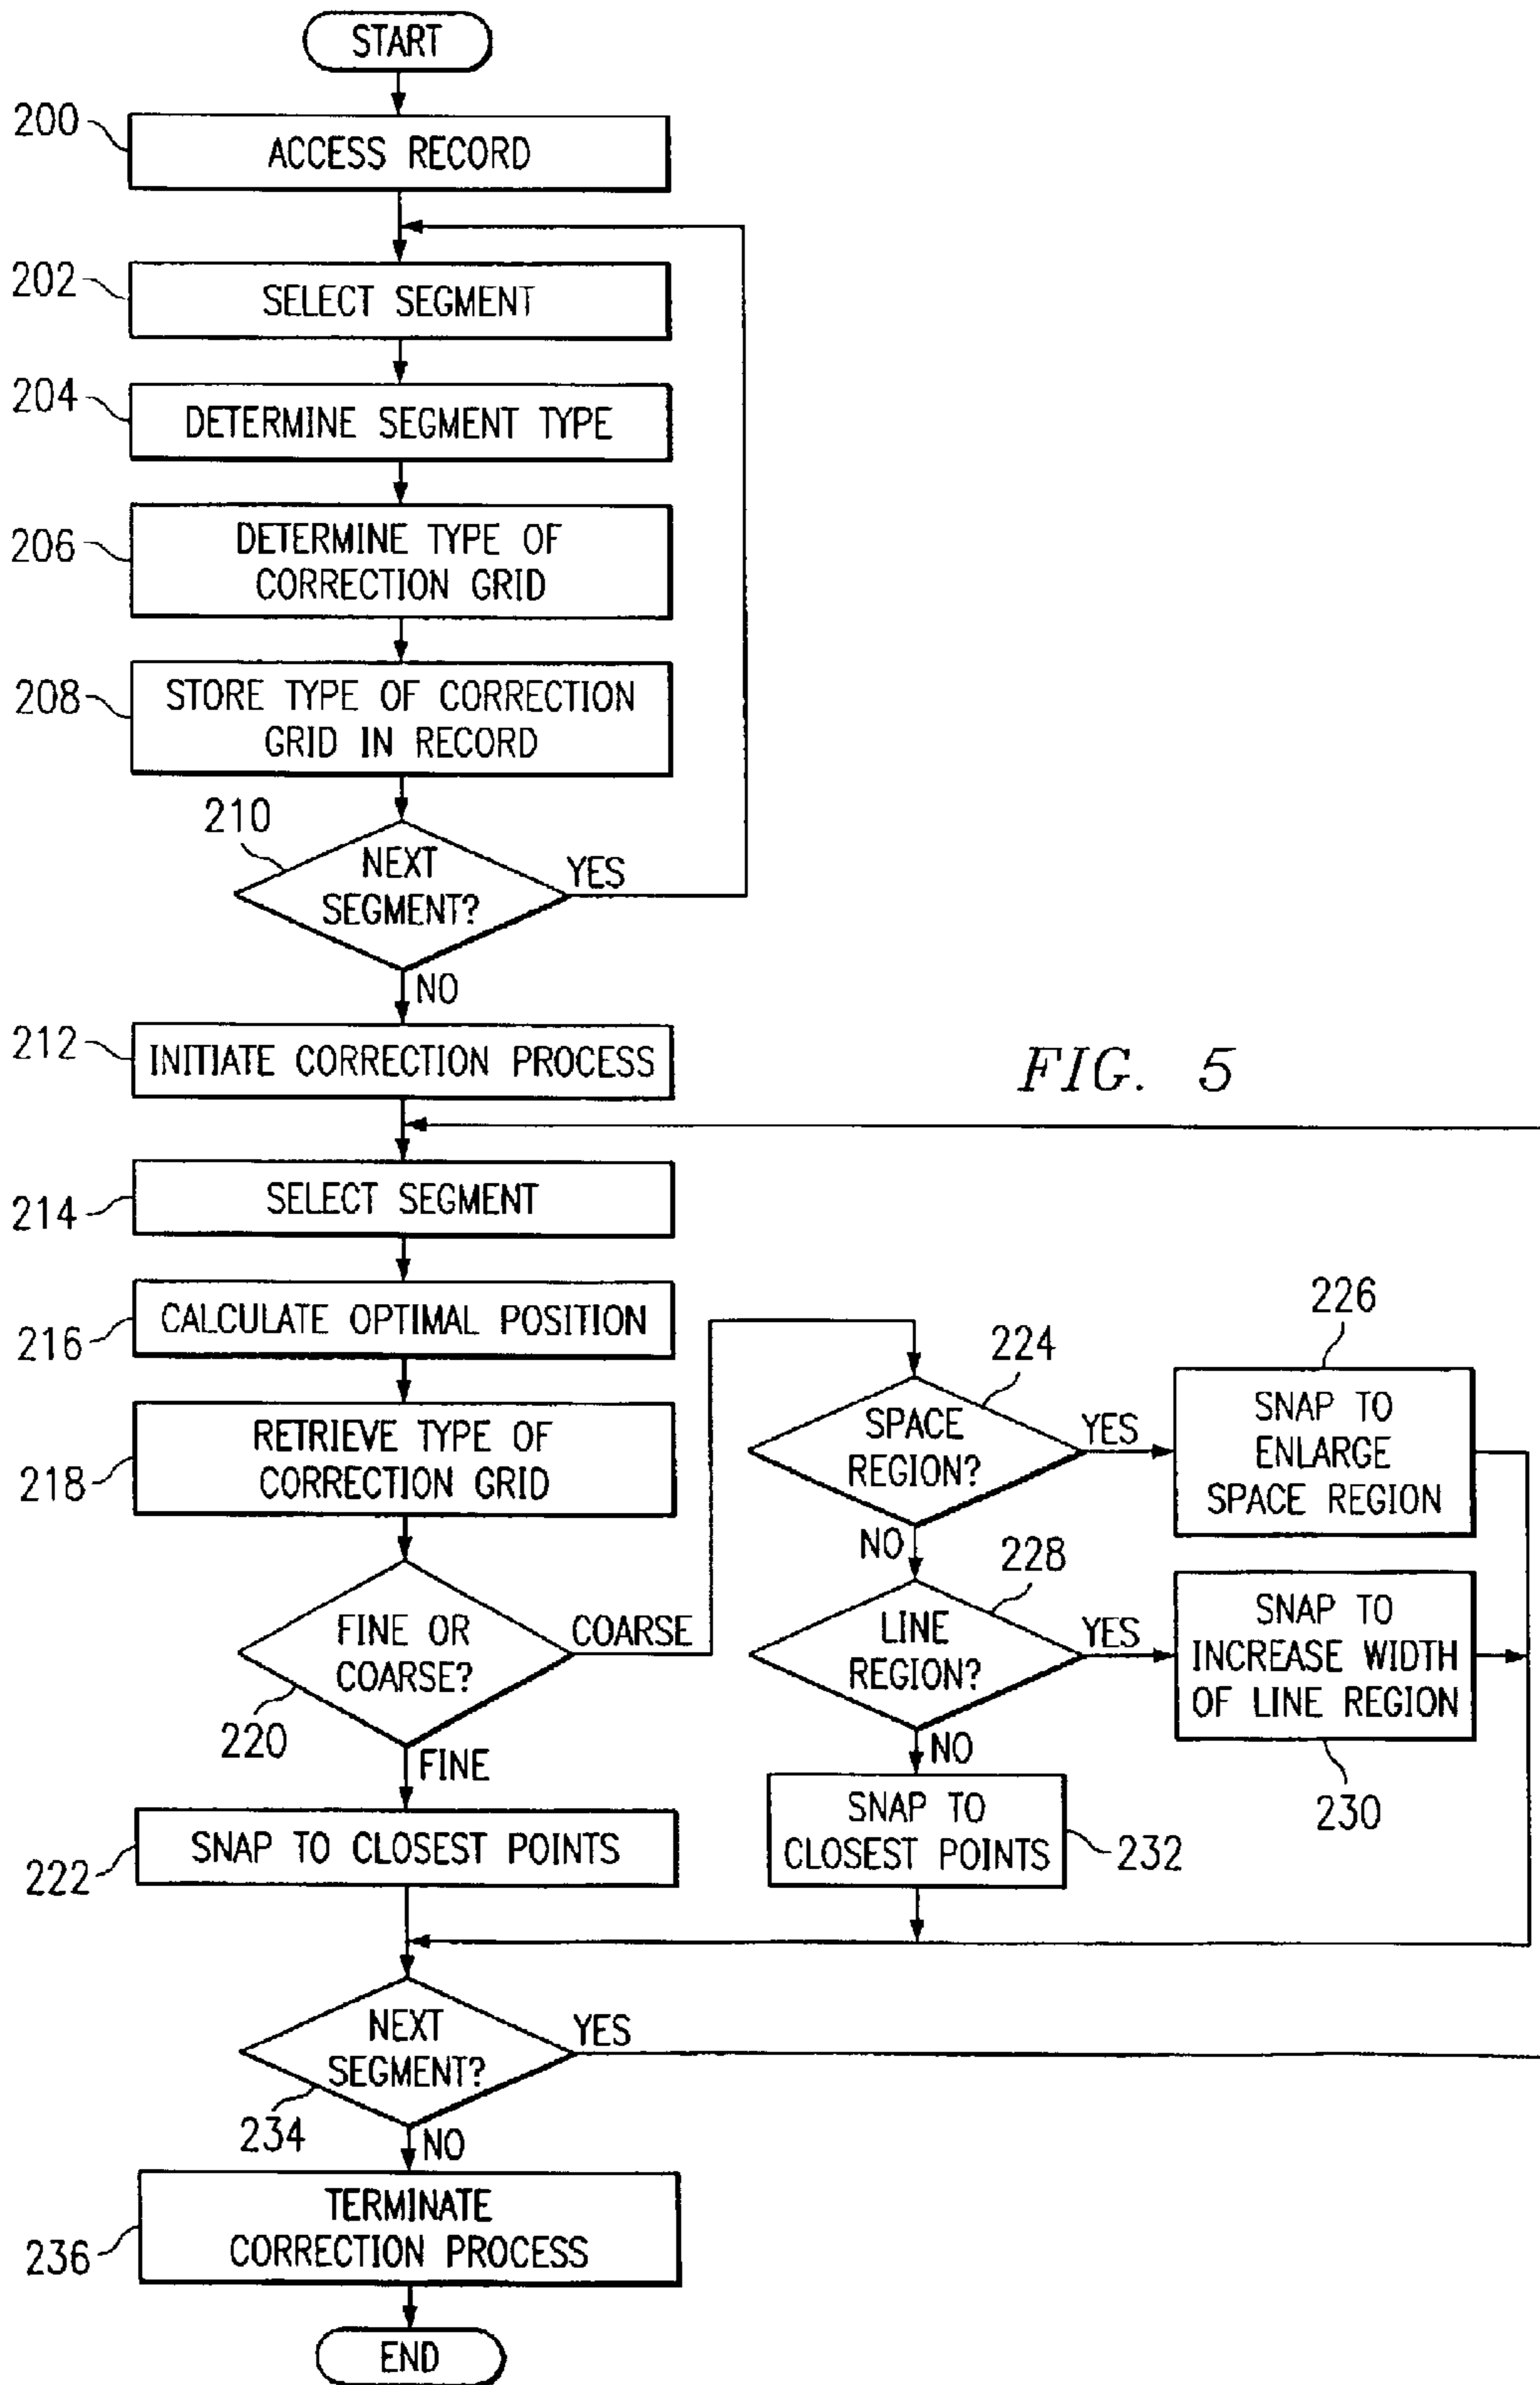 START
200
ACCESS RECORD
202
SELECT SEGMENT
204
DETERMINE SEGMENT TYPE
206
DETERMINE TYPE OF
CORRECTION GRID
208
STORE TYPE OF CORRECTION
GRID IN RECORD
210
NEXT
SEGMENT?
YES
NO
212
INITIATE CORRECTION PROCESS
FIG. 5
214
SELECT SEGMENT
216
CALCULATE OPTIMAL POSITION
218
RETRIEVE TYPE OF
CORRECTION GRID
220
FINE OR
COARSE?
COARSE
FINE
222
SNAP TO CLOSEST POINTS
224
SPACE
REGION?
YES
NO
226
SNAP TO
ENLARGE
SPACE REGION
228
LINE
REGION?
YES
NO
SNAP TO
INCREASE WIDTH
OF LINE REGION
230
SNAP TO
CLOSEST POINTS
232
NEXT
SEGMENT?
YES
234
NO
236
TERMINATE
CORRECTION PROCESS
END